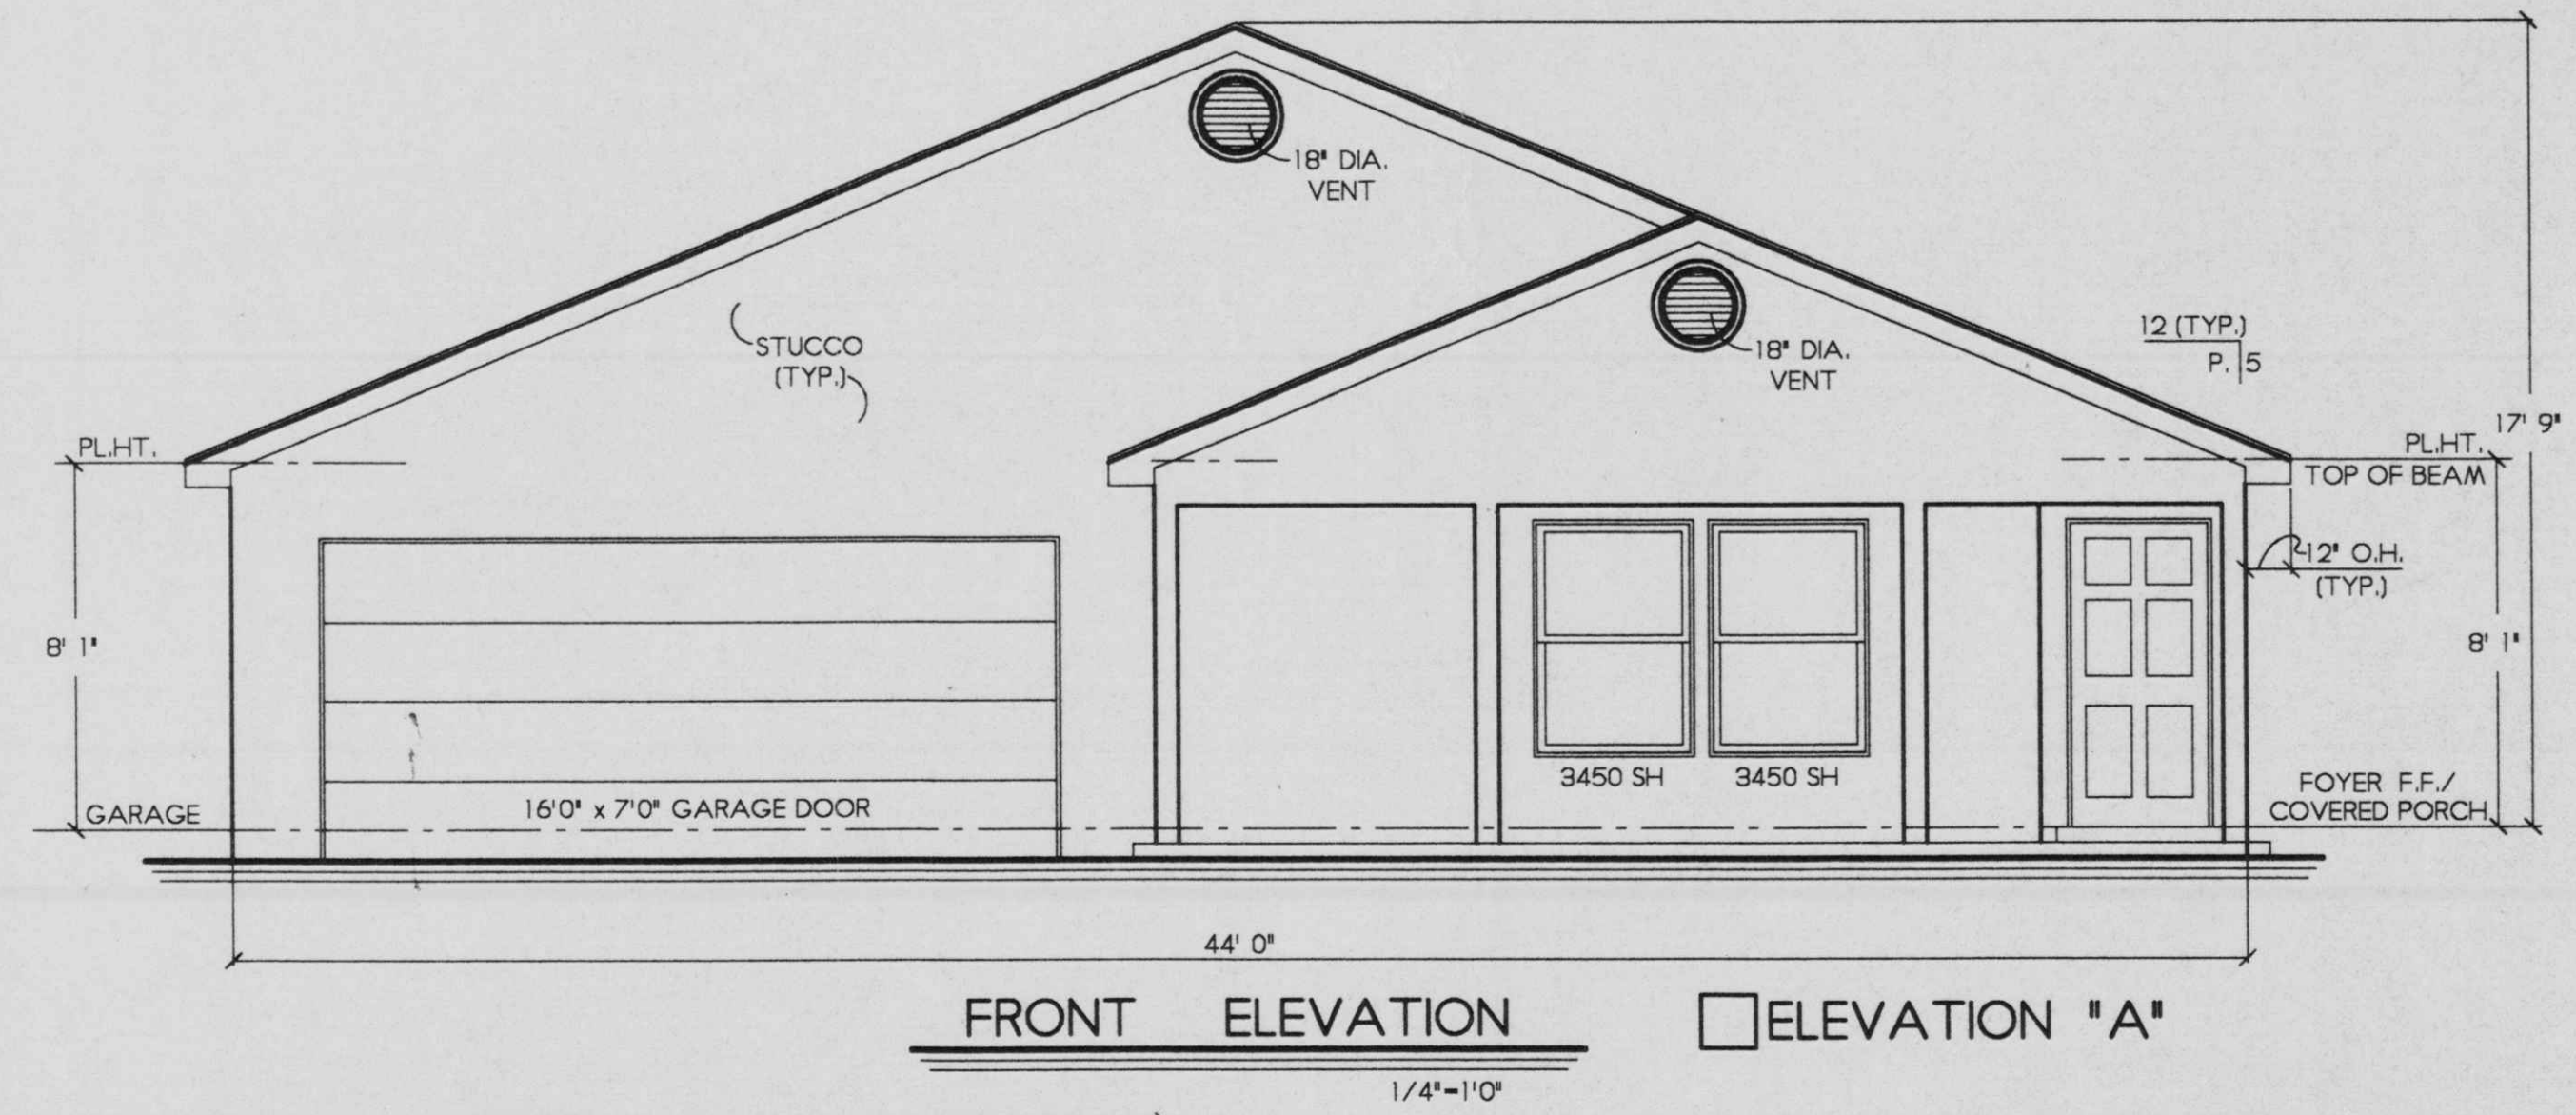 18" DIA.
VENT
STUCCO
(TYP.)
18" DIA.
VENT
12 (TYP.)
P. 5
17' 9"
PL.HT.
PL.HT.
TOP OF BEAM
12" O.H.
(TYP.)
8' 1"
8' 1"
3450 SH
3450 SH
GARAGE
16'0" x 7'0" GARAGE DOOR
FOYER F.F./
COVERED PORCH
44' 0"
FRONT ELEVATION
ELEVATION "A"
1/4"-1'0"